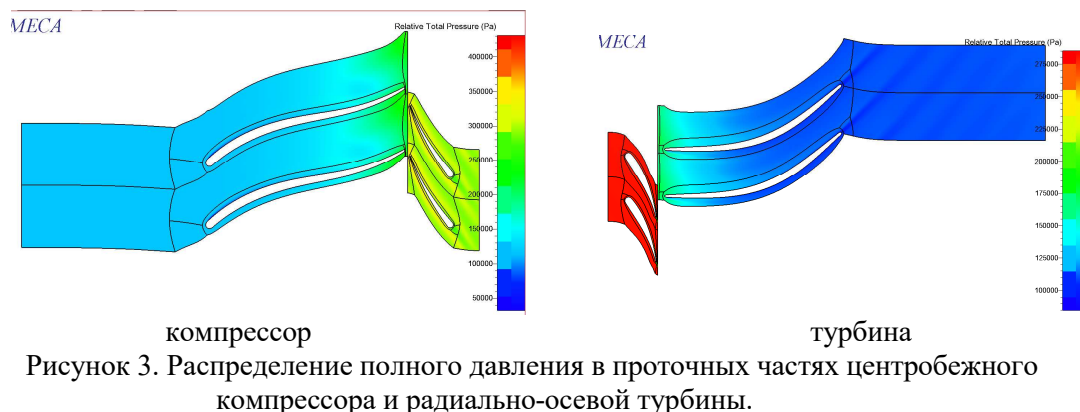 MECA
Relative Total Pressure (Pa)
400000
350000
300000
250000
200000
150000
100000
50000
MECA
Relative Total Pressure (Pa)
275000
250000
225000
200000
175000
150000
125000
100000
компрессор
турбина
Рисунок 3. Распределение полного давления в проточных частях центробежного
компрессора и радиально-осевой турбины.